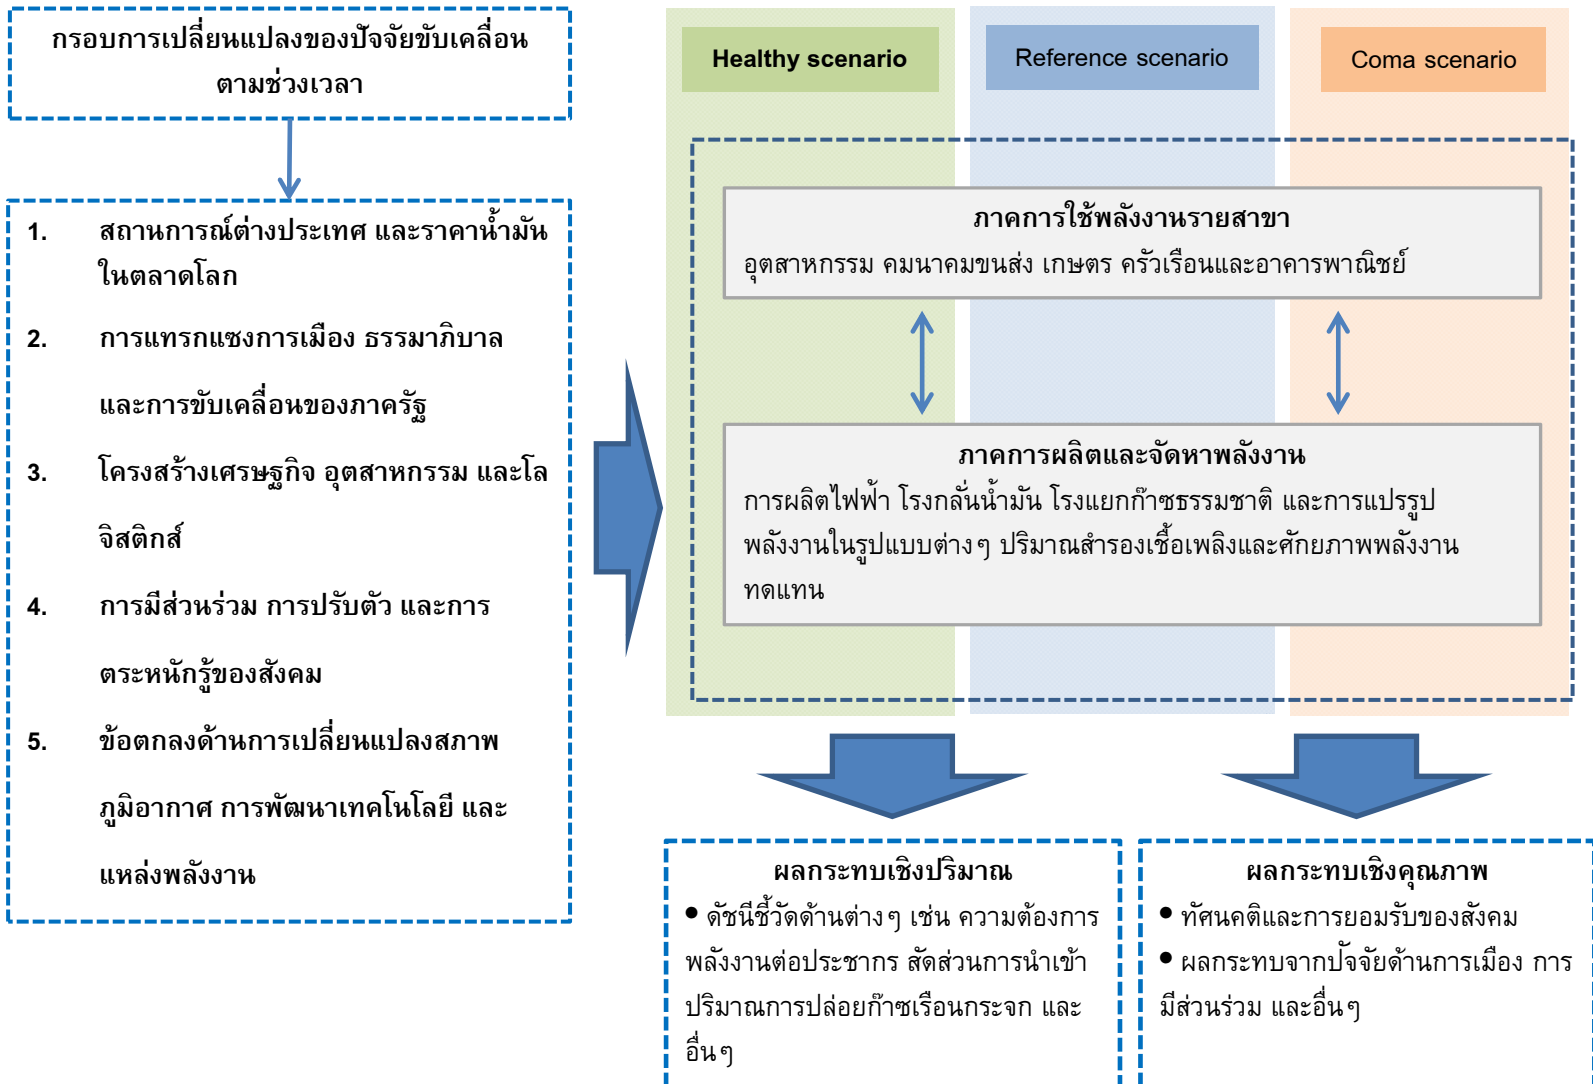 กรอบการเปลี่ยนแปลงของปัจจัยขับเคลื่อน
ตามช่วงเวลา
1. สถานการณ์ต่างประเทศ และราคาน้ำมัน
ในตลาดโลก
2. การแทรกแซงการเมือง ธรรมาภิบาล
และการขับเคลื่อนของภาครัฐ
3. โครงสร้างเศรษฐกิจ อุตสาหกรรม และโล
จิสติกส์
4. การมีส่วนร่วม การปรับตัว และการ
ตระหนักรู้ของสังคม
5. ข้อตกลงด้านการเปลี่ยนแปลงสภาพ
ภูมิอากาศ การพัฒนาเทคโนโลยี และ
แหล่งพลังงาน
Healthy scenario
Reference scenario
Coma scenario
ภาคการใช้พลังงานรายสาขา
อุตสาหกรรม คมนาคมขนส่ง เกษตร ครัวเรือนและอาคารพาณิชย์
ภาคการผลิตและจัดหาพลังงาน
การผลิตไฟฟ้า โรงกลั่นน้ำมัน โรงแยกก๊าซธรรมชาติ และการแปรรูป
พลังงานในรูปแบบต่างๆ ปริมาณสำรองเชื้อเพลิงและศักยภาพพลังงาน
ทดแทน
ผลกระทบเชิงปริมาณ
• ดัชนีชี้วัดด้านต่างๆ เช่น ความต้องการ
พลังงานต่อประชากร สัดส่วนการนำเข้า
ปริมาณการปล่อยก๊าซเรือนกระจก และ
อื่นๆ
ผลกระทบเชิงคุณภาพ
• ทัศนคติและการยอมรับของสังคม
• ผลกระทบจากปัจจัยด้านการเมือง การ
มีส่วนร่วม และอื่นๆ